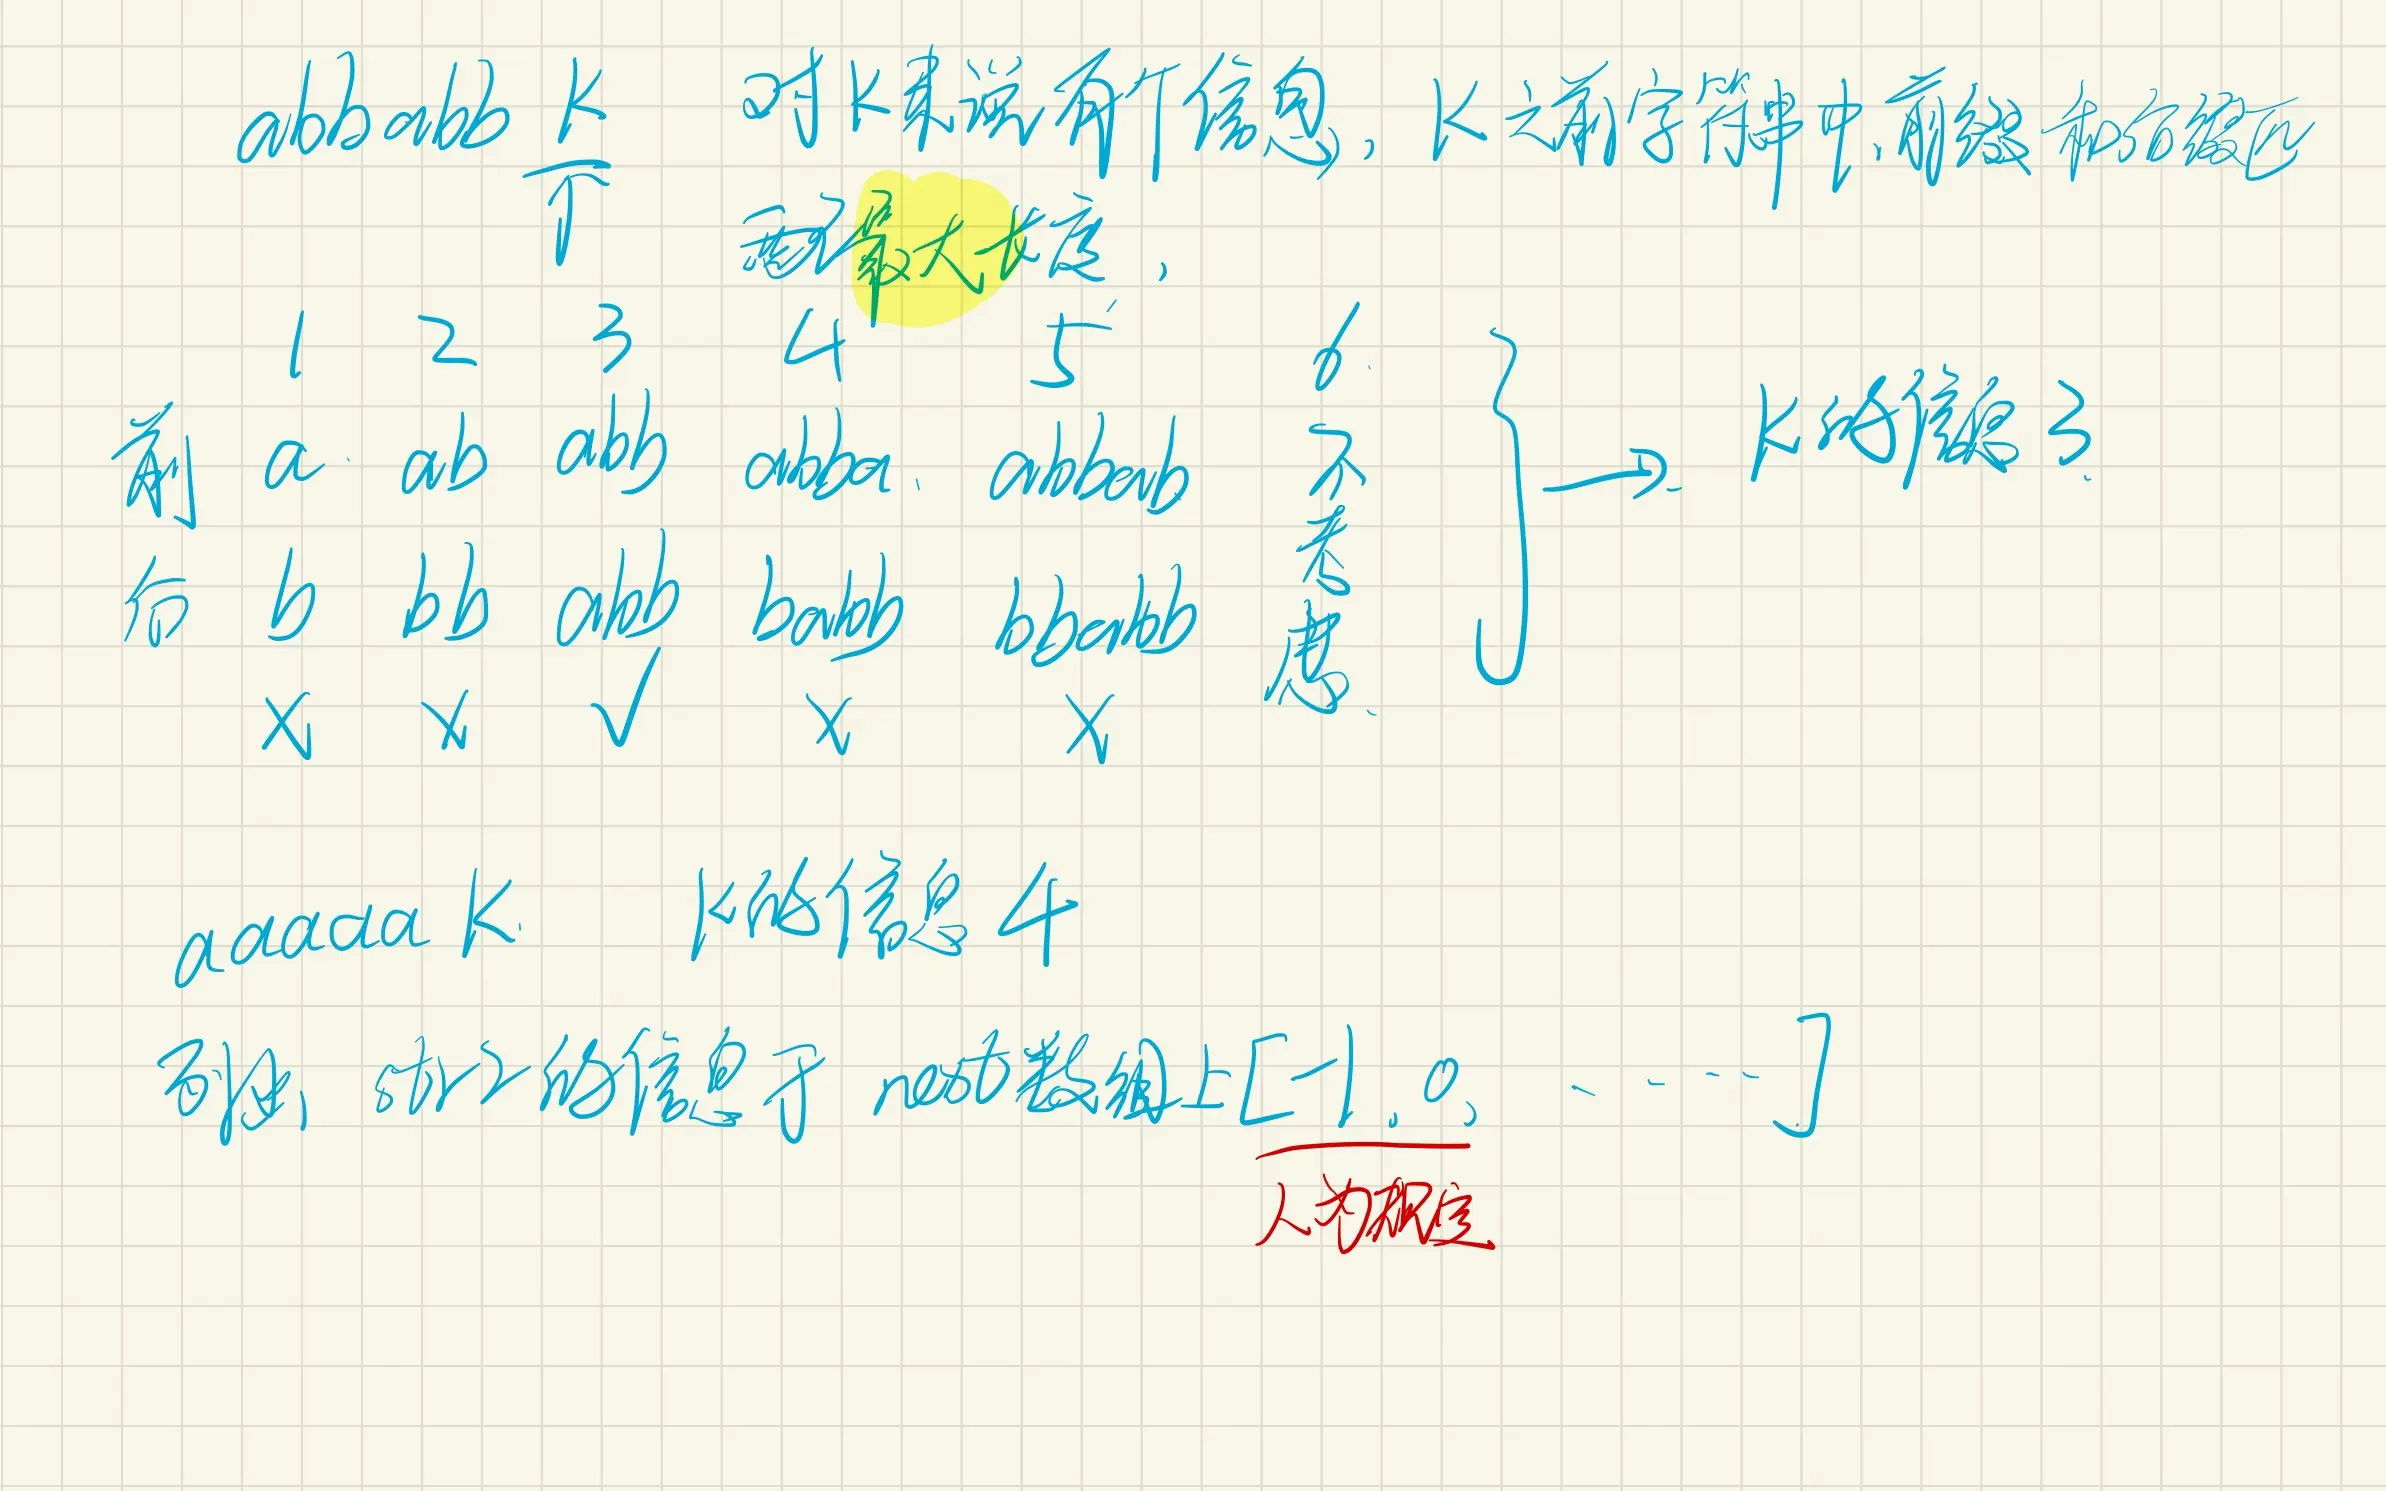 abbabb K 对K来说有个信息, K之前字符串中, 前缀和后缀匹
配最大长度,
1 2 3 4 5 6
前 a ab abb abba abbab 不考虑 → K的信息3
后 b bb abb babb bbabb
× × √ × ×
aaaaa K K的信息4
str2的信息于 next数组上[-1, 0, ----]
人为规定